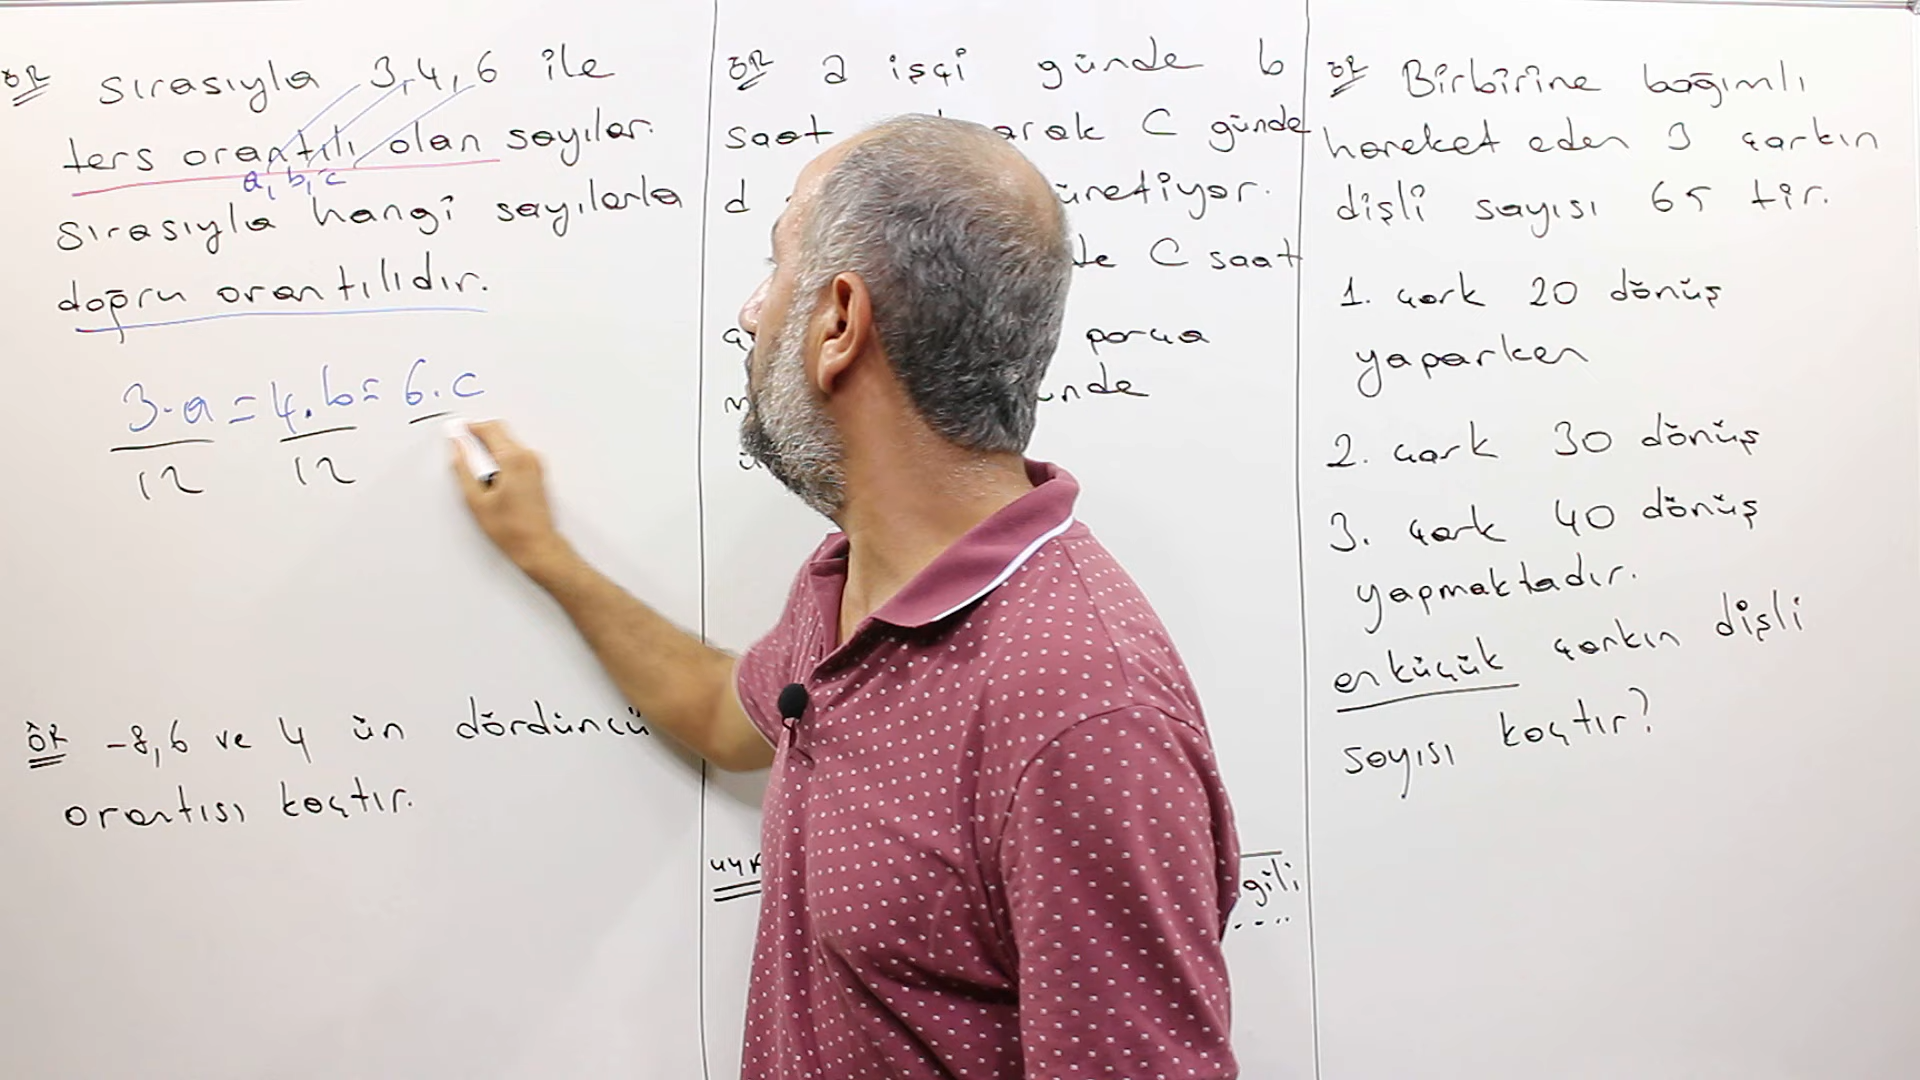 ÖR Sırasıyla 3,4,6 ile
ters orantılı olan sayılar.
a, b, c
sırasıyla hangi sayılarla
doğru orantılıdır.
3.a = 4.b = 6.c
12 12
ÖR -8,6 ve 4 ün dördüncü
orantısı kaçtır.
ÖR a işçi günde b
saat arak C günde
d üretiyor.
C saat
parça
ünde
ÖR Birbirine bağımlı
hareket eden 3 çarkın
dişli sayısı 65 tir.
1. çark 20 dönüş
yaparken
2. çark 30 dönüş
3. çark 40 dönüş
yapmaktadır.
en küçük çarkın dişli
sayısı kaçtır?